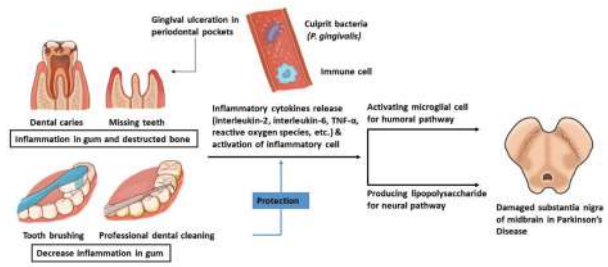 Gingival ulceration in
periodontal pockets
Culprit bacteria
(P. gingivalis)
Immune cell
Dental caries
Missing teeth
Inflammation in gum and destructed bone
Inflammatory cytokines release
(interleukin-2, interleukin-6, TNF-α,
reactive oxygen species, etc.) &
activation of inflammatory cell
Activating microglial cell
for humoral pathway
Producing lipopolysaccharide
for neural pathway
Damaged substantia nigra
of midbrain in Parkinson's
Disease
Protection
Tooth brushing
Professional dental cleaning
Decrease inflammation in gum